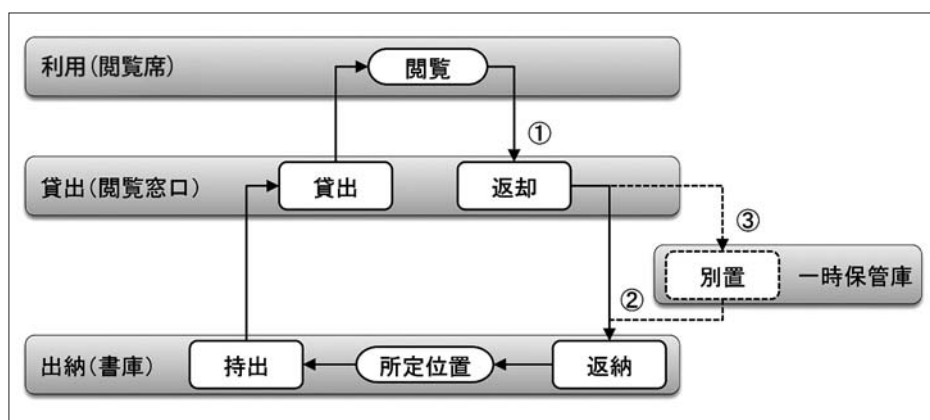 利用(閲覧席)
閲覧
①
貸出(閲覧窓口)
貸出
返却
③
別置
一時保管庫
②
出納(書庫)
持出
所定位置
返納